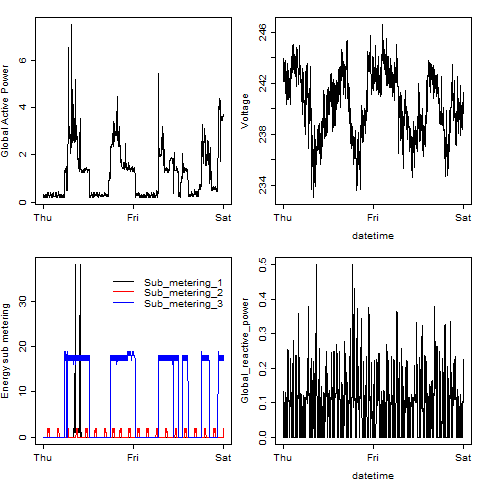 Global Active Power
0 2 4 6
Thu Fri Sat
Voltage
234 238 242 246
Thu Fri Sat
datetime
Energy sub metering
0 10 20 30
Sub_metering_1
Sub_metering_2
Sub_metering_3
Thu Fri Sat
Global_reactive_power
0.0 0.1 0.2 0.3 0.4 0.5
Thu Fri Sat
datetime